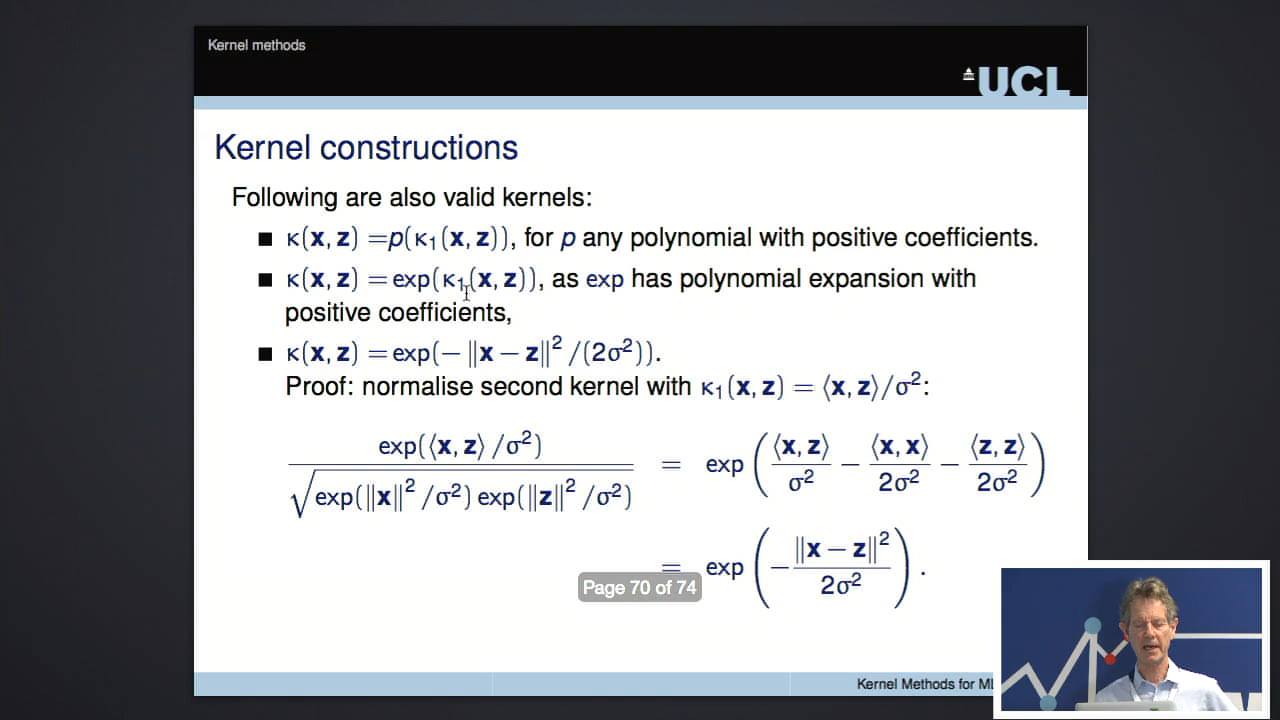 Kernel methods
UCL
Kernel constructions
Following are also valid kernels:
■ κ(x, z) =p(κ₁(x, z)), for p any polynomial with positive coefficients.
■ κ(x, z) = exp(κ₁(x, z)), as exp has polynomial expansion with
positive coefficients,
■ κ(x, z) = exp(− ‖x − z‖² /(2σ²)).
Proof: normalise second kernel with κ₁(x, z) = ⟨x, z⟩/σ²:
exp(⟨x, z⟩ /σ²) / √(exp(‖x‖² /σ²) exp(‖z‖² /σ²)) = exp (⟨x, z⟩/σ² − ⟨x, x⟩/2σ² − ⟨z, z⟩/2σ²)
= exp (− ‖x − z‖²/2σ²) .
Page 70 of 74
Kernel Methods for ML